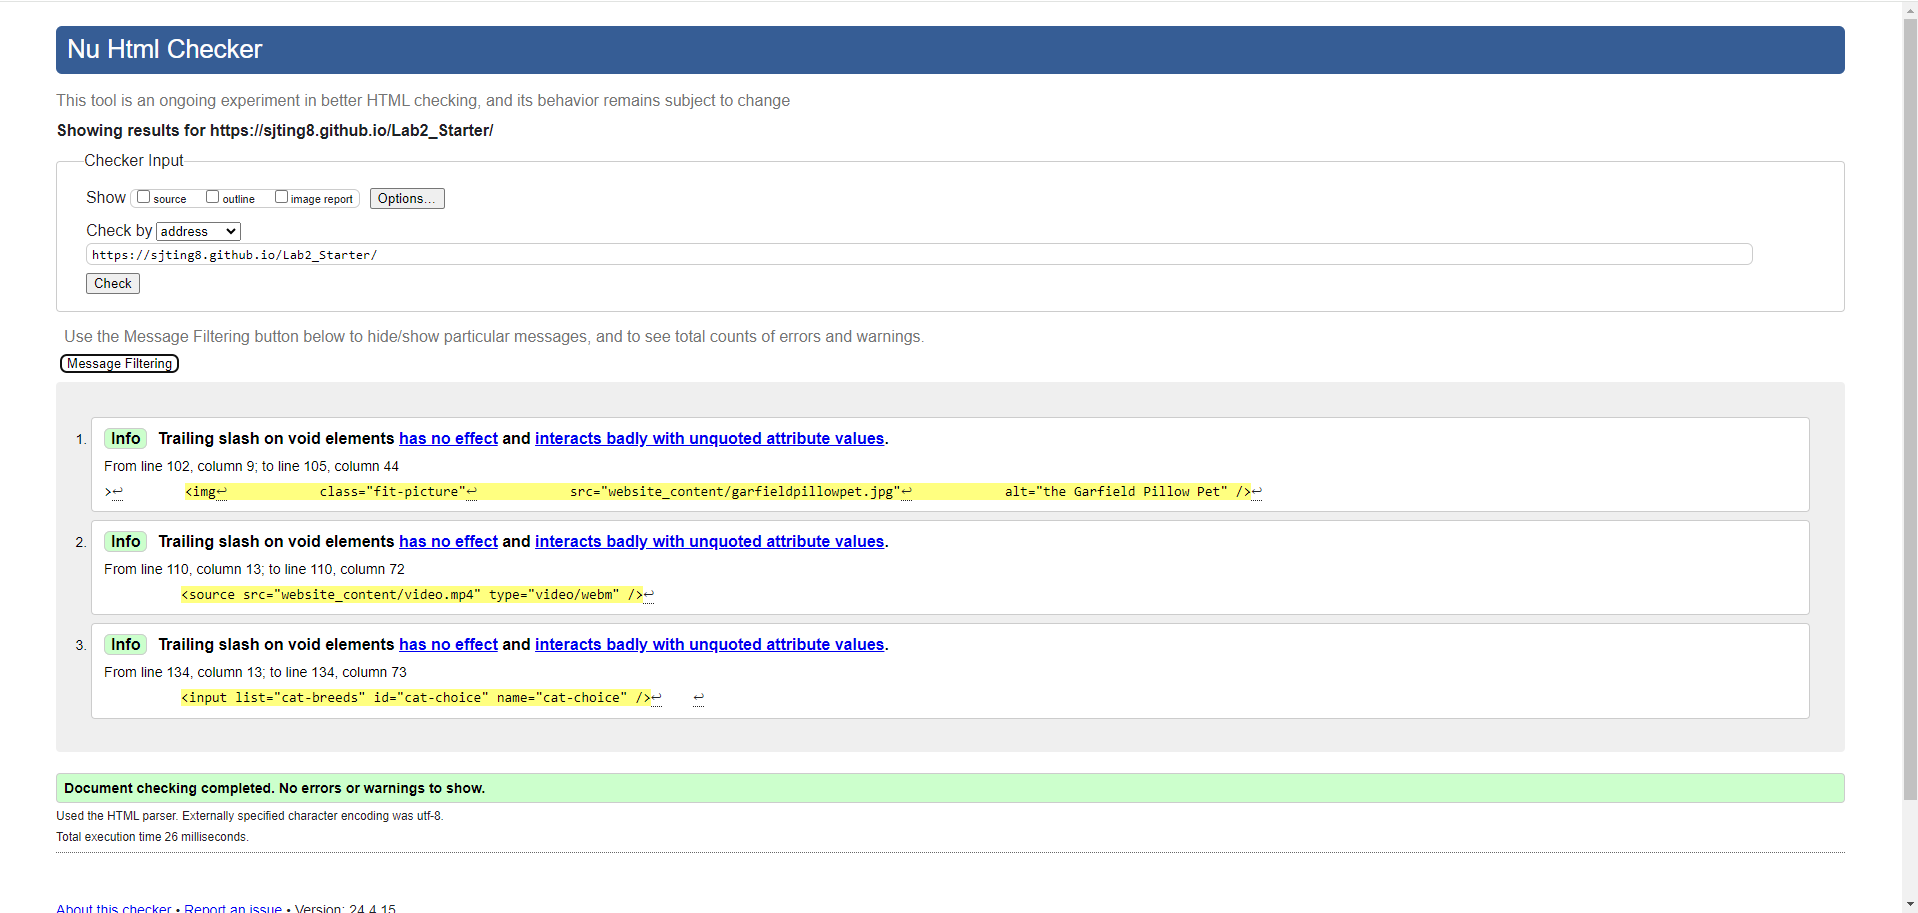 Nu Html Checker
This tool is an ongoing experiment in better HTML checking, and its behavior remains subject to change
Showing results for https://sjting8.github.io/Lab2_Starter/
Checker Input
Show source outline image report Options...
Check by address
https://sjting8.github.io/Lab2_Starter/
Check
Use the Message Filtering button below to hide/show particular messages, and to see total counts of errors and warnings.
Message Filtering
1. Info Trailing slash on void elements has no effect and interacts badly with unquoted attribute values.
From line 102, column 9; to line 105, column 44
>↩ <img↩ class="fit-picture"↩ src="website_content/garfieldpillowpet.jpg"↩ alt="the Garfield Pillow Pet" />↩
2. Info Trailing slash on void elements has no effect and interacts badly with unquoted attribute values.
From line 110, column 13; to line 110, column 72
<source src="website_content/video.mp4" type="video/webm" />↩
3. Info Trailing slash on void elements has no effect and interacts badly with unquoted attribute values.
From line 134, column 13; to line 134, column 73
<input list="cat-breeds" id="cat-choice" name="cat-choice" />↩ ↩
Document checking completed. No errors or warnings to show.
Used the HTML parser. Externally specified character encoding was utf-8.
Total execution time 26 milliseconds.
About this checker • Report an issue • Version: 24.4.15